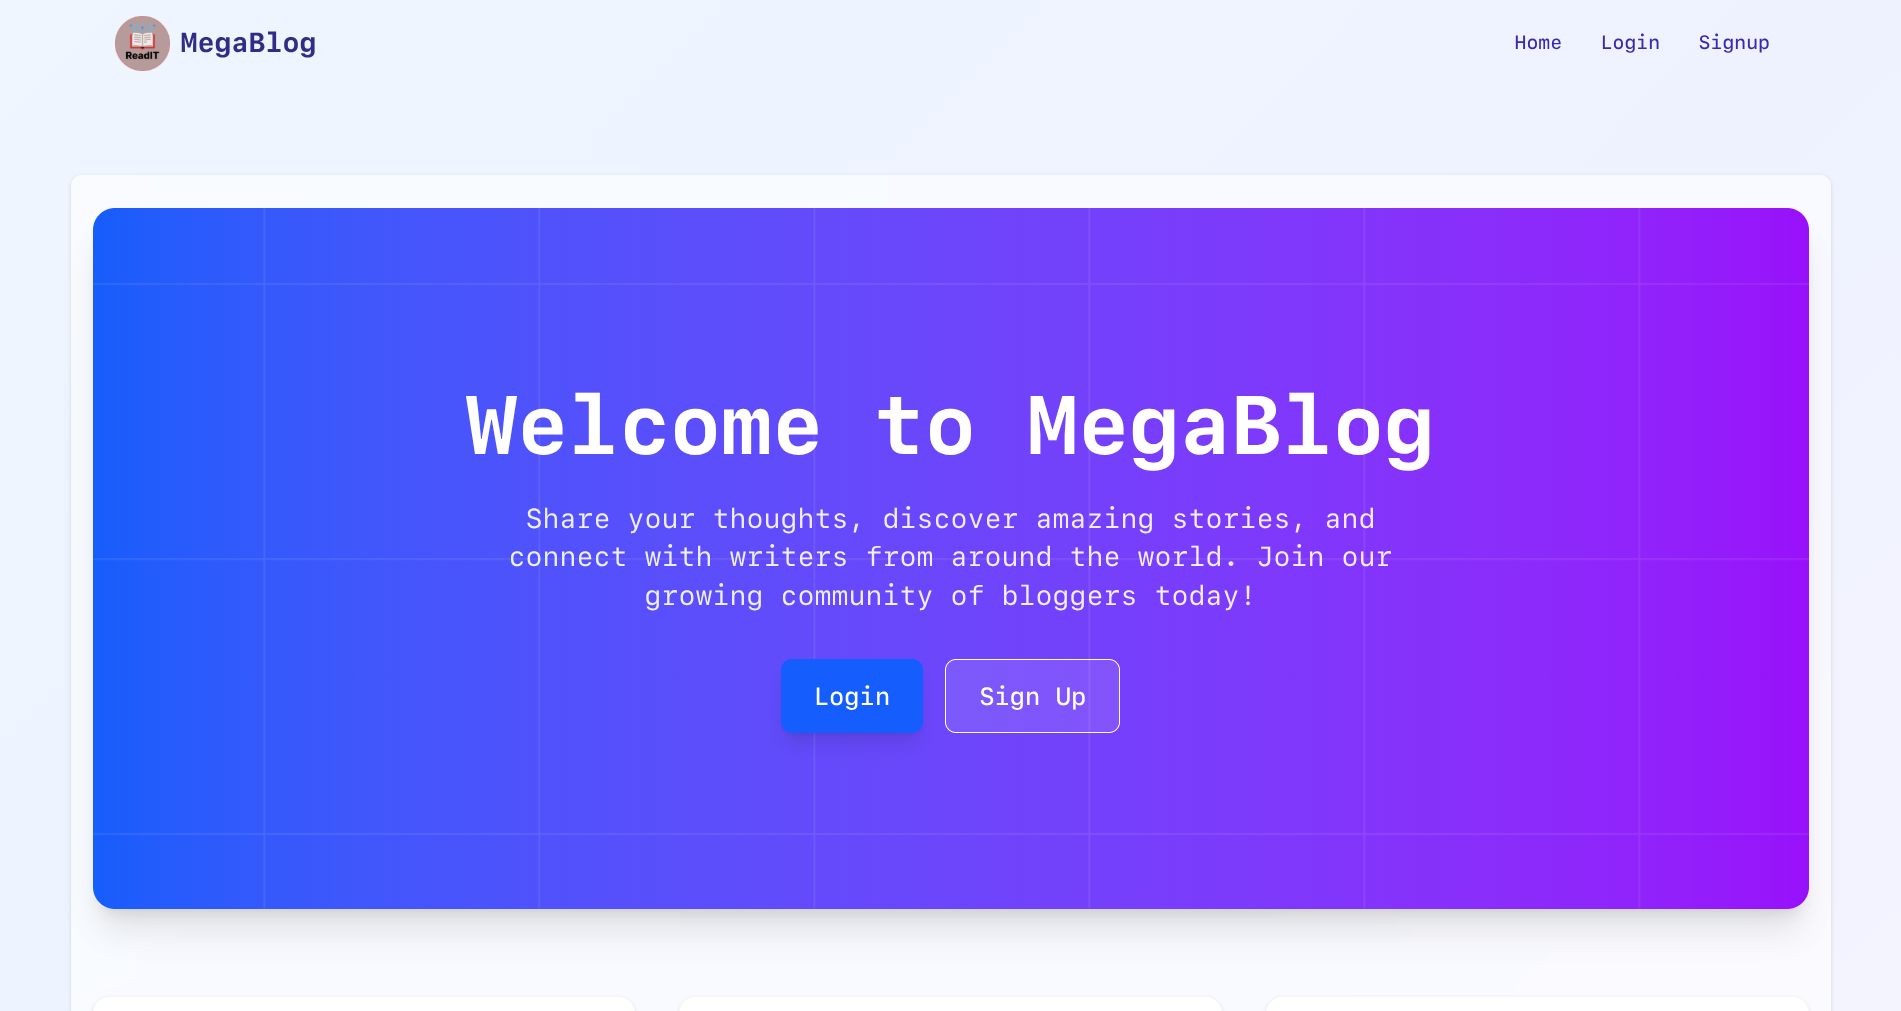 ReadIT
MegaBlog
Home
Login
Signup
Welcome to MegaBlog
Share your thoughts, discover amazing stories, and
connect with writers from around the world. Join our
growing community of bloggers today!
Login
Sign Up